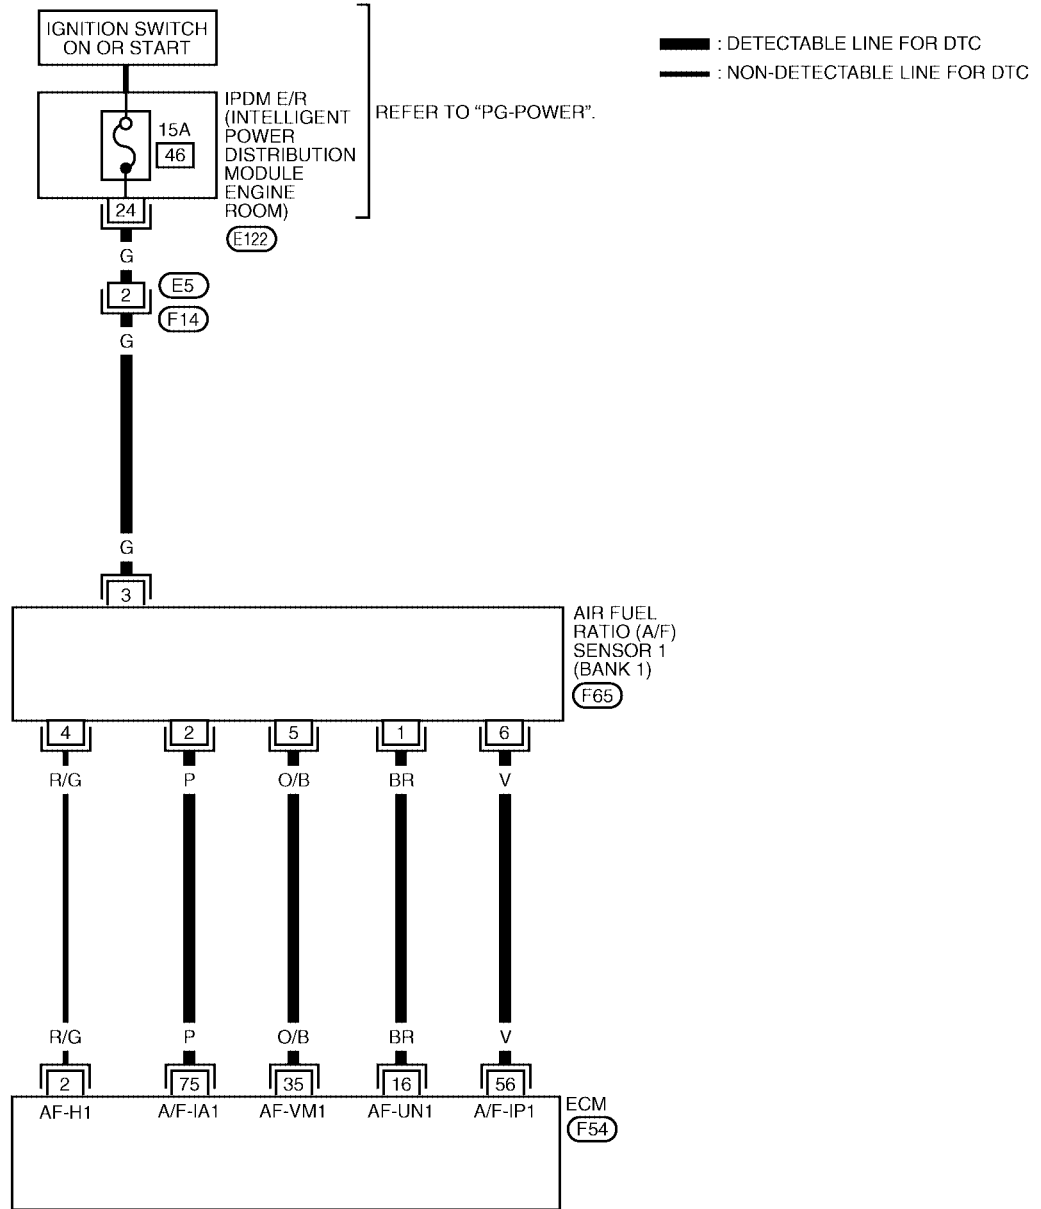 IGNITION SWITCH
ON OR START
: DETECTABLE LINE FOR DTC
: NON-DETECTABLE LINE FOR DTC
IPDM E/R
(INTELLIGENT
POWER
DISTRIBUTION
MODULE
ENGINE
ROOM)
REFER TO “PG-POWER”.
15A
46
24
E122
G
2
E5
F14
G
G
3
AIR FUEL
RATIO (A/F)
SENSOR 1
(BANK 1)
F65
4 2 5 1 6
R/G P O/B BR V
R/G P O/B BR V
2 75 35 16 56
AF-H1 A/F-IA1 AF-VM1 AF-UN1 A/F-IP1
ECM
F54